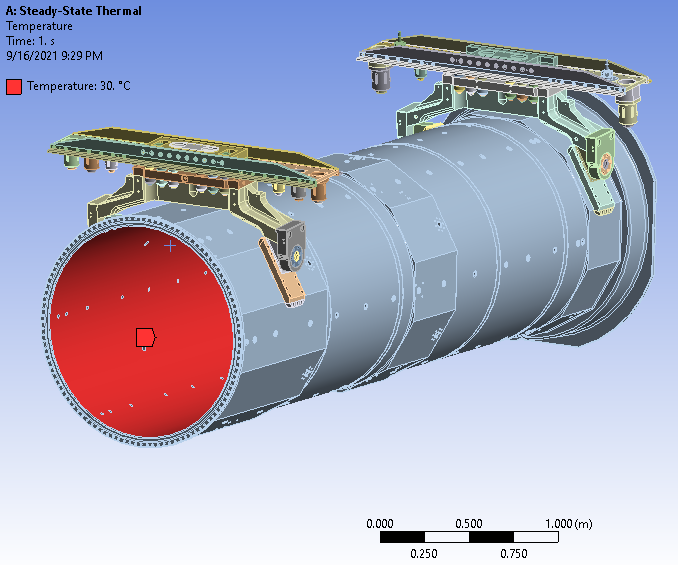 A: Steady-State Thermal
Temperature
Time: 1. s
9/16/2021 9:29 PM
Temperature: 30. °C
0.000 0.500 1.000 (m)
0.250 0.750